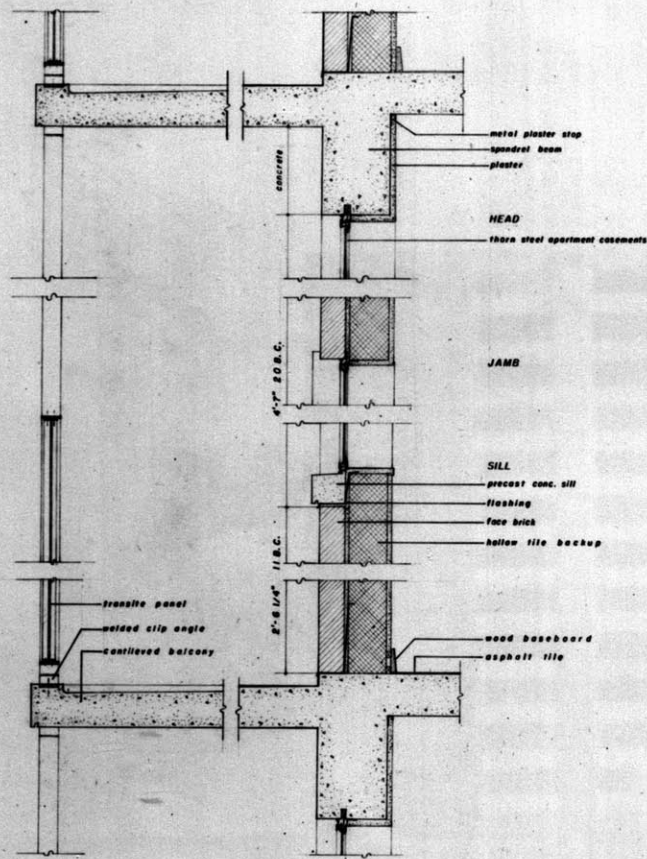 metal plaster stop
spandrel beam
plaster
concrete
HEAD
thorn steel apartment casements
4'-7" 20 B.C.
JAMB
SILL
precast conc. sill
flashing
face brick
hollow tile backup
2'-6 1/4" 11 B.C.
transite panel
welded clip angle
cantilevered balcony
wood baseboard
asphalt tile